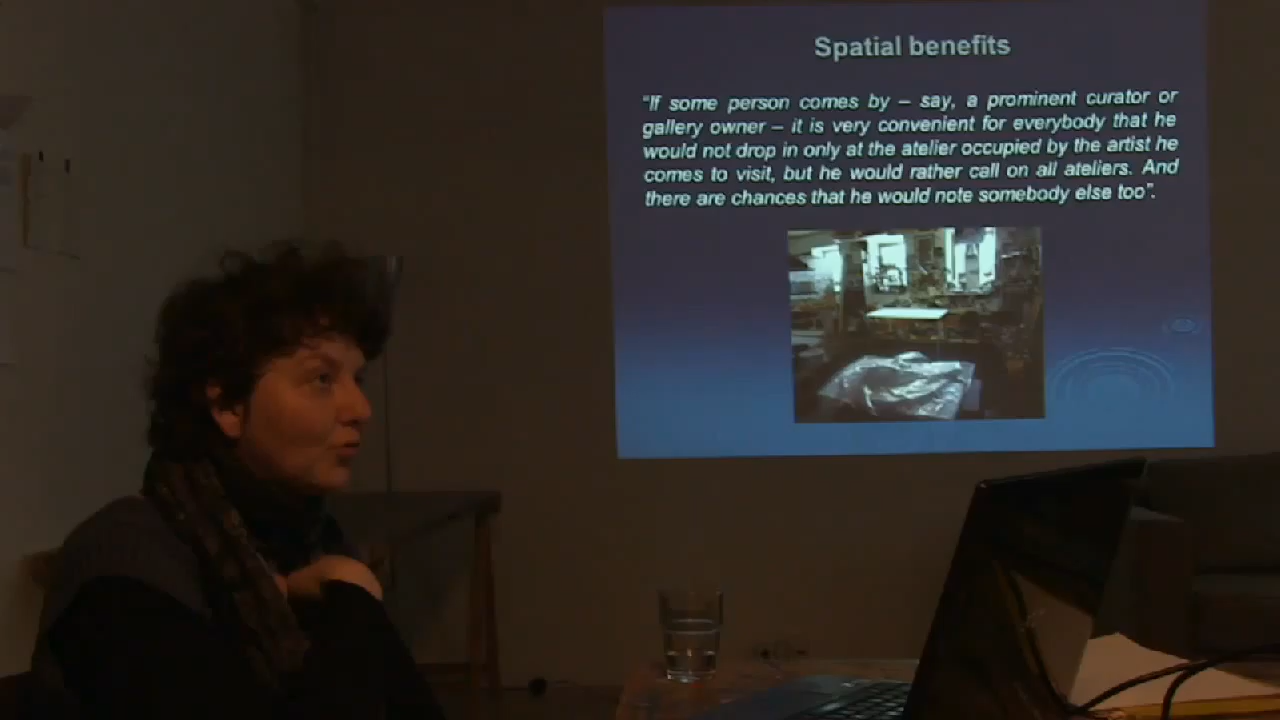 Spatial benefits
"If some person comes by – say, a prominent curator or
gallery owner – it is very convenient for everybody that he
would not drop in only at the atelier occupied by the artist he
comes to visit, but he would rather call on all ateliers. And
there are chances that he would note somebody else too".